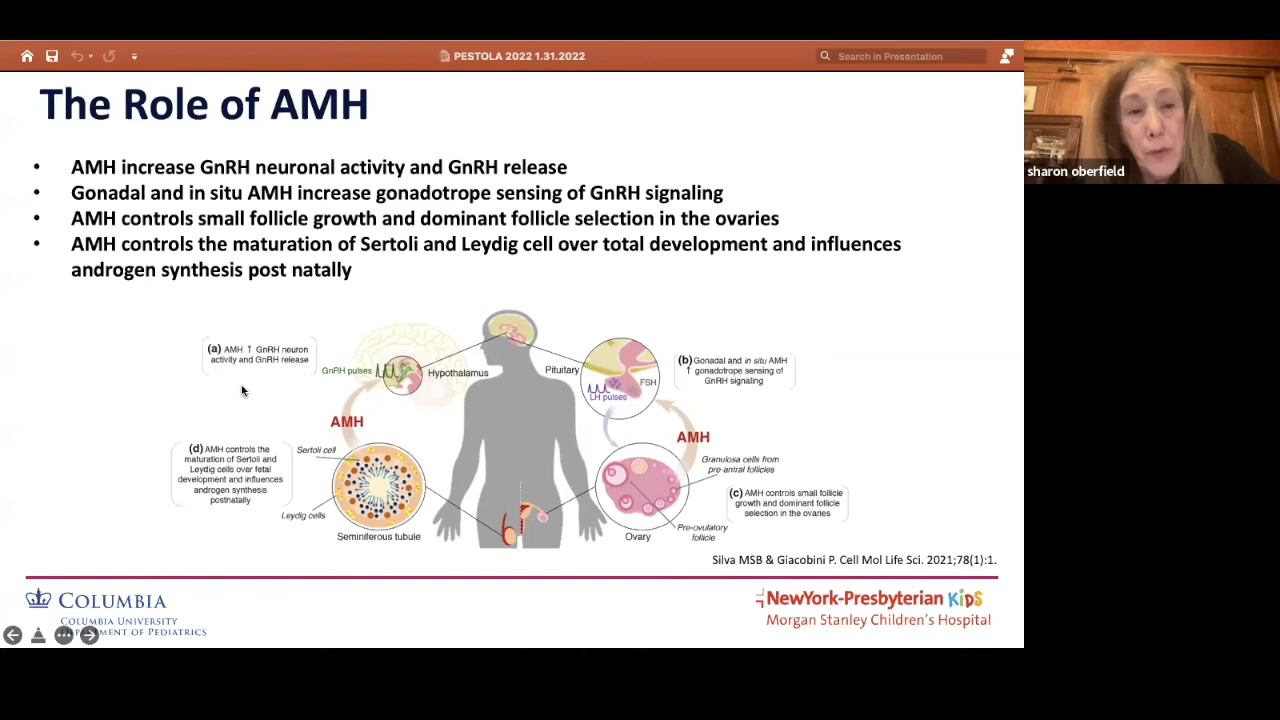 PESTOLA 2022 1.31.2022
Search in Presentation
The Role of AMH
• AMH increase GnRH neuronal activity and GnRH release
• Gonadal and in situ AMH increase gonadotrope sensing of GnRH signaling
• AMH controls small follicle growth and dominant follicle selection in the ovaries
• AMH controls the maturation of Sertoli and Leydig cell over total development and influences
androgen synthesis post natally
(a) AMH ↑ GnRH neuron
activity and GnRH release
GnRH pulses
Hypothalamus
Pituitary
FSH
LH pulses
(b) Gonadal and in situ AMH
↑ gonadotrope sensing of
GnRH signaling
AMH
AMH
(d) AMH controls the
maturation of Sertoli and
Leydig cells over fetal
development and influences
androgen synthesis
postnatally
Sertoli cell
Leydig cells
Seminiferous tubule
Granulosa cells from
pre-antral follicles
(c) AMH controls small follicle
growth and dominant follicle
selection in the ovaries
Pre-ovulatory
follicle
Ovary
Silva MSB & Giacobini P. Cell Mol Life Sci. 2021;78(1):1.
COLUMBIA
COLUMBIA UNIVERSITY
DEPARTMENT OF PEDIATRICS
NewYork-Presbyterian KiDS
Morgan Stanley Children's Hospital
sharon oberfield